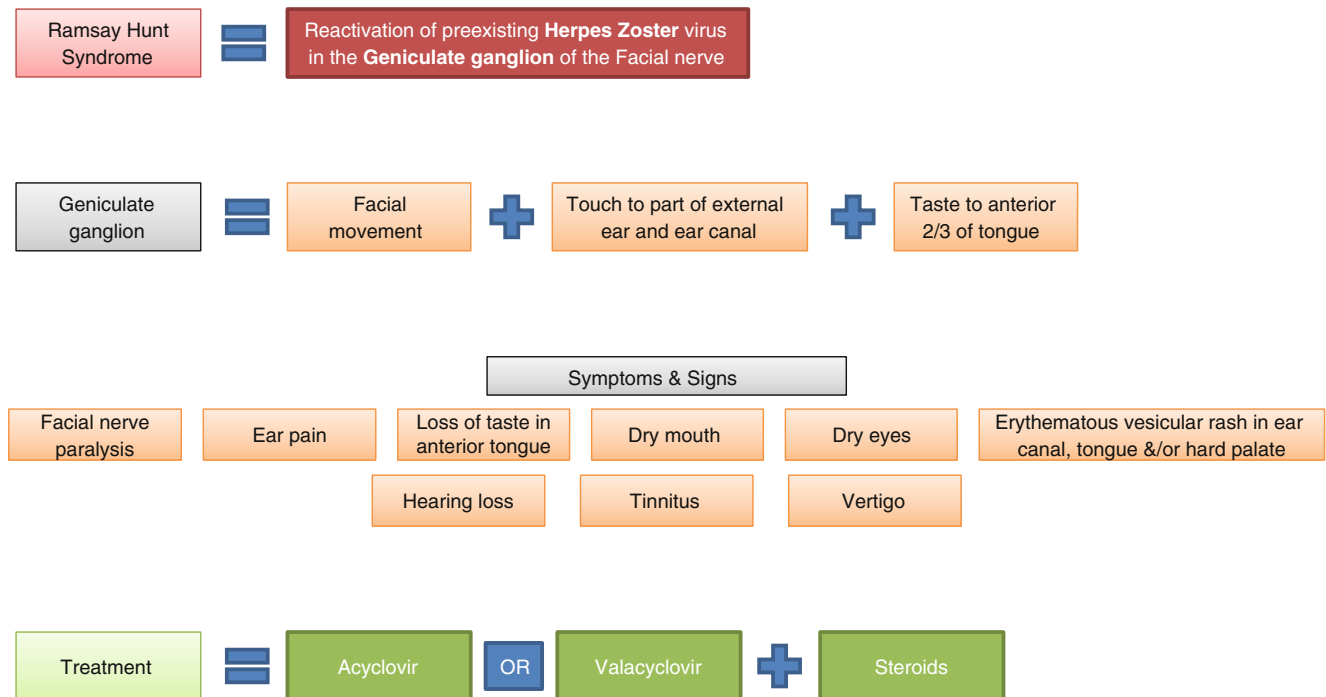 Ramsay Hunt
Syndrome
Reactivation of preexisting Herpes Zoster virus
in the Geniculate ganglion of the Facial nerve
Geniculate
ganglion
Facial
movement
Touch to part of external
ear and ear canal
Taste to anterior
2/3 of tongue
Symptoms & Signs
Facial nerve
paralysis
Ear pain
Loss of taste in
anterior tongue
Dry mouth
Dry eyes
Erythematous vesicular rash in ear
canal, tongue &/or hard palate
Hearing loss
Tinnitus
Vertigo
Treatment
Acyclovir
OR
Valacyclovir
Steroids